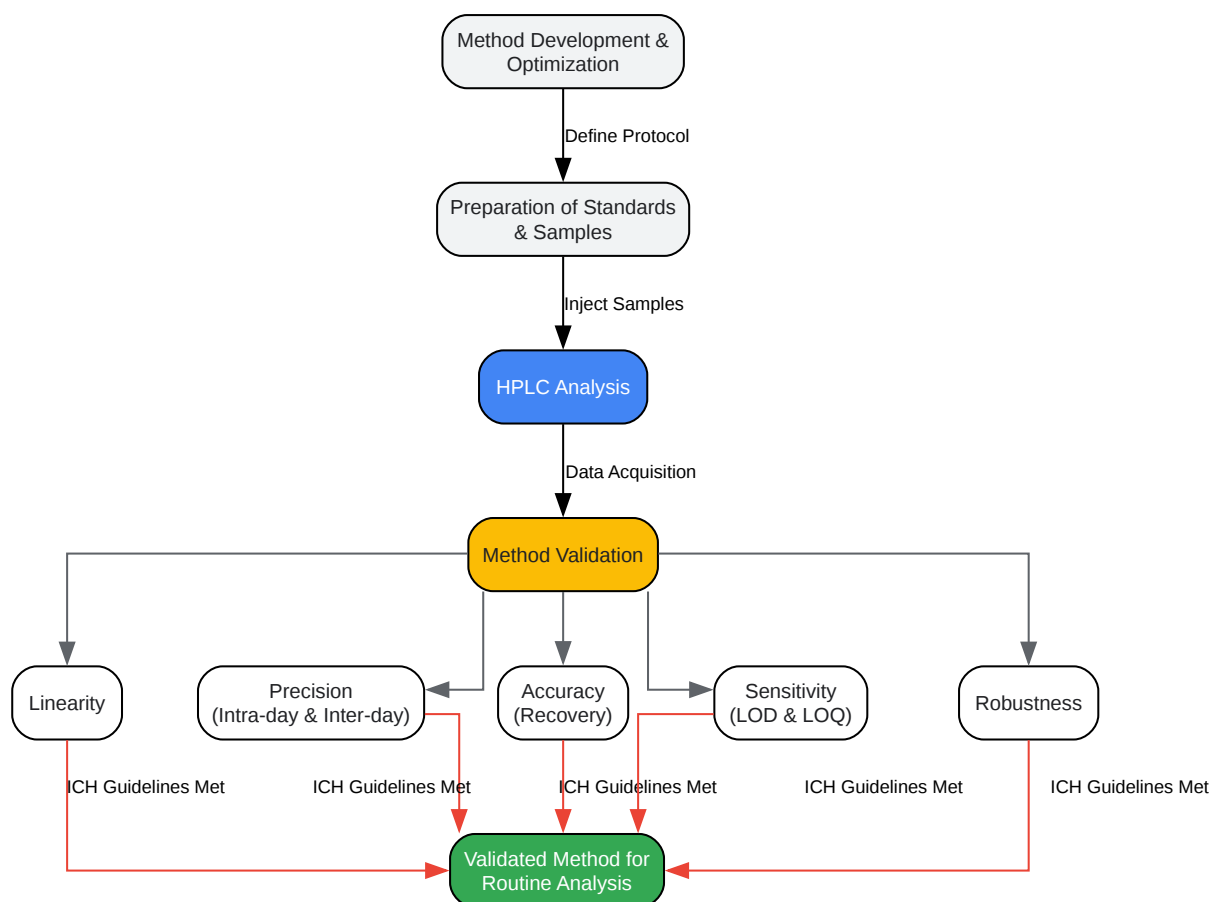 Method Development &
Optimization
Define Protocol
Preparation of Standards
& Samples
Inject Samples
HPLC Analysis
Data Acquisition
Method Validation
Linearity
Precision
(Intra-day & Inter-day)
Accuracy
(Recovery)
Sensitivity
(LOD & LOQ)
Robustness
ICH Guidelines Met
ICH Guidelines Met
ICH Guidelines Met
ICH Guidelines Met
ICH Guidelines Met
Validated Method for
Routine Analysis